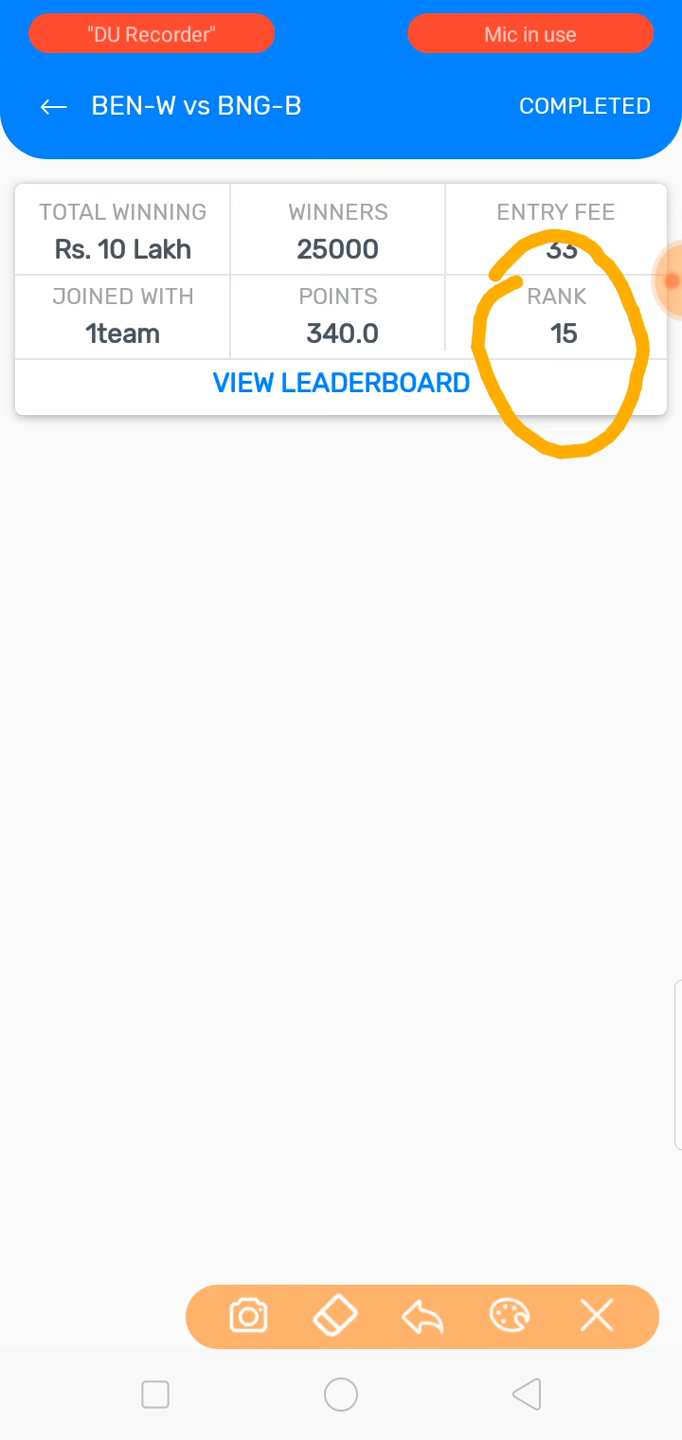 "DU Recorder" Mic in use
BEN-W vs BNG-B COMPLETED
TOTAL WINNING WINNERS ENTRY FEE
Rs. 10 Lakh 25000 33
JOINED WITH POINTS RANK
1team 340.0 15
VIEW LEADERBOARD